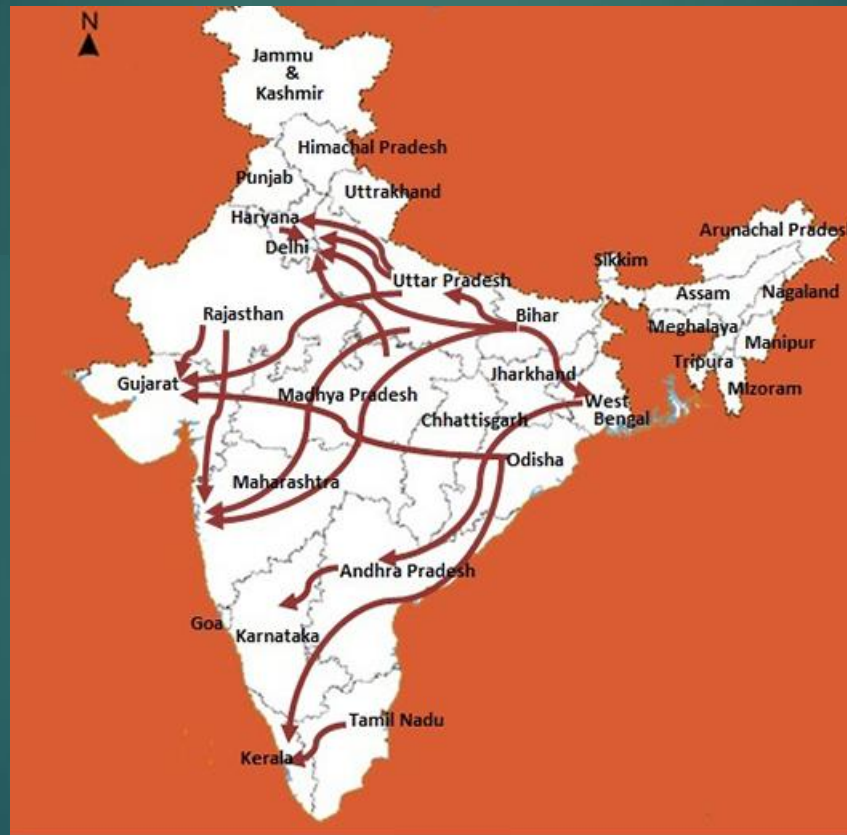 N
Jammu
&
Kashmir
Himachal Pradesh
Punjab
Uttrakhand
Haryana
Delhi
Arunachal Pradesh
Sikkim
Uttar Pradesh
Assam
Nagaland
Rajasthan
Bihar
Meghalaya
Manipur
Tripura
Jharkhand
Gujarat
Madhya Pradesh
Mizoram
West
Bengal
Chhattisgarh
Odisha
Maharashtra
Andhra Pradesh
Goa
Karnataka
Tamil Nadu
Kerala